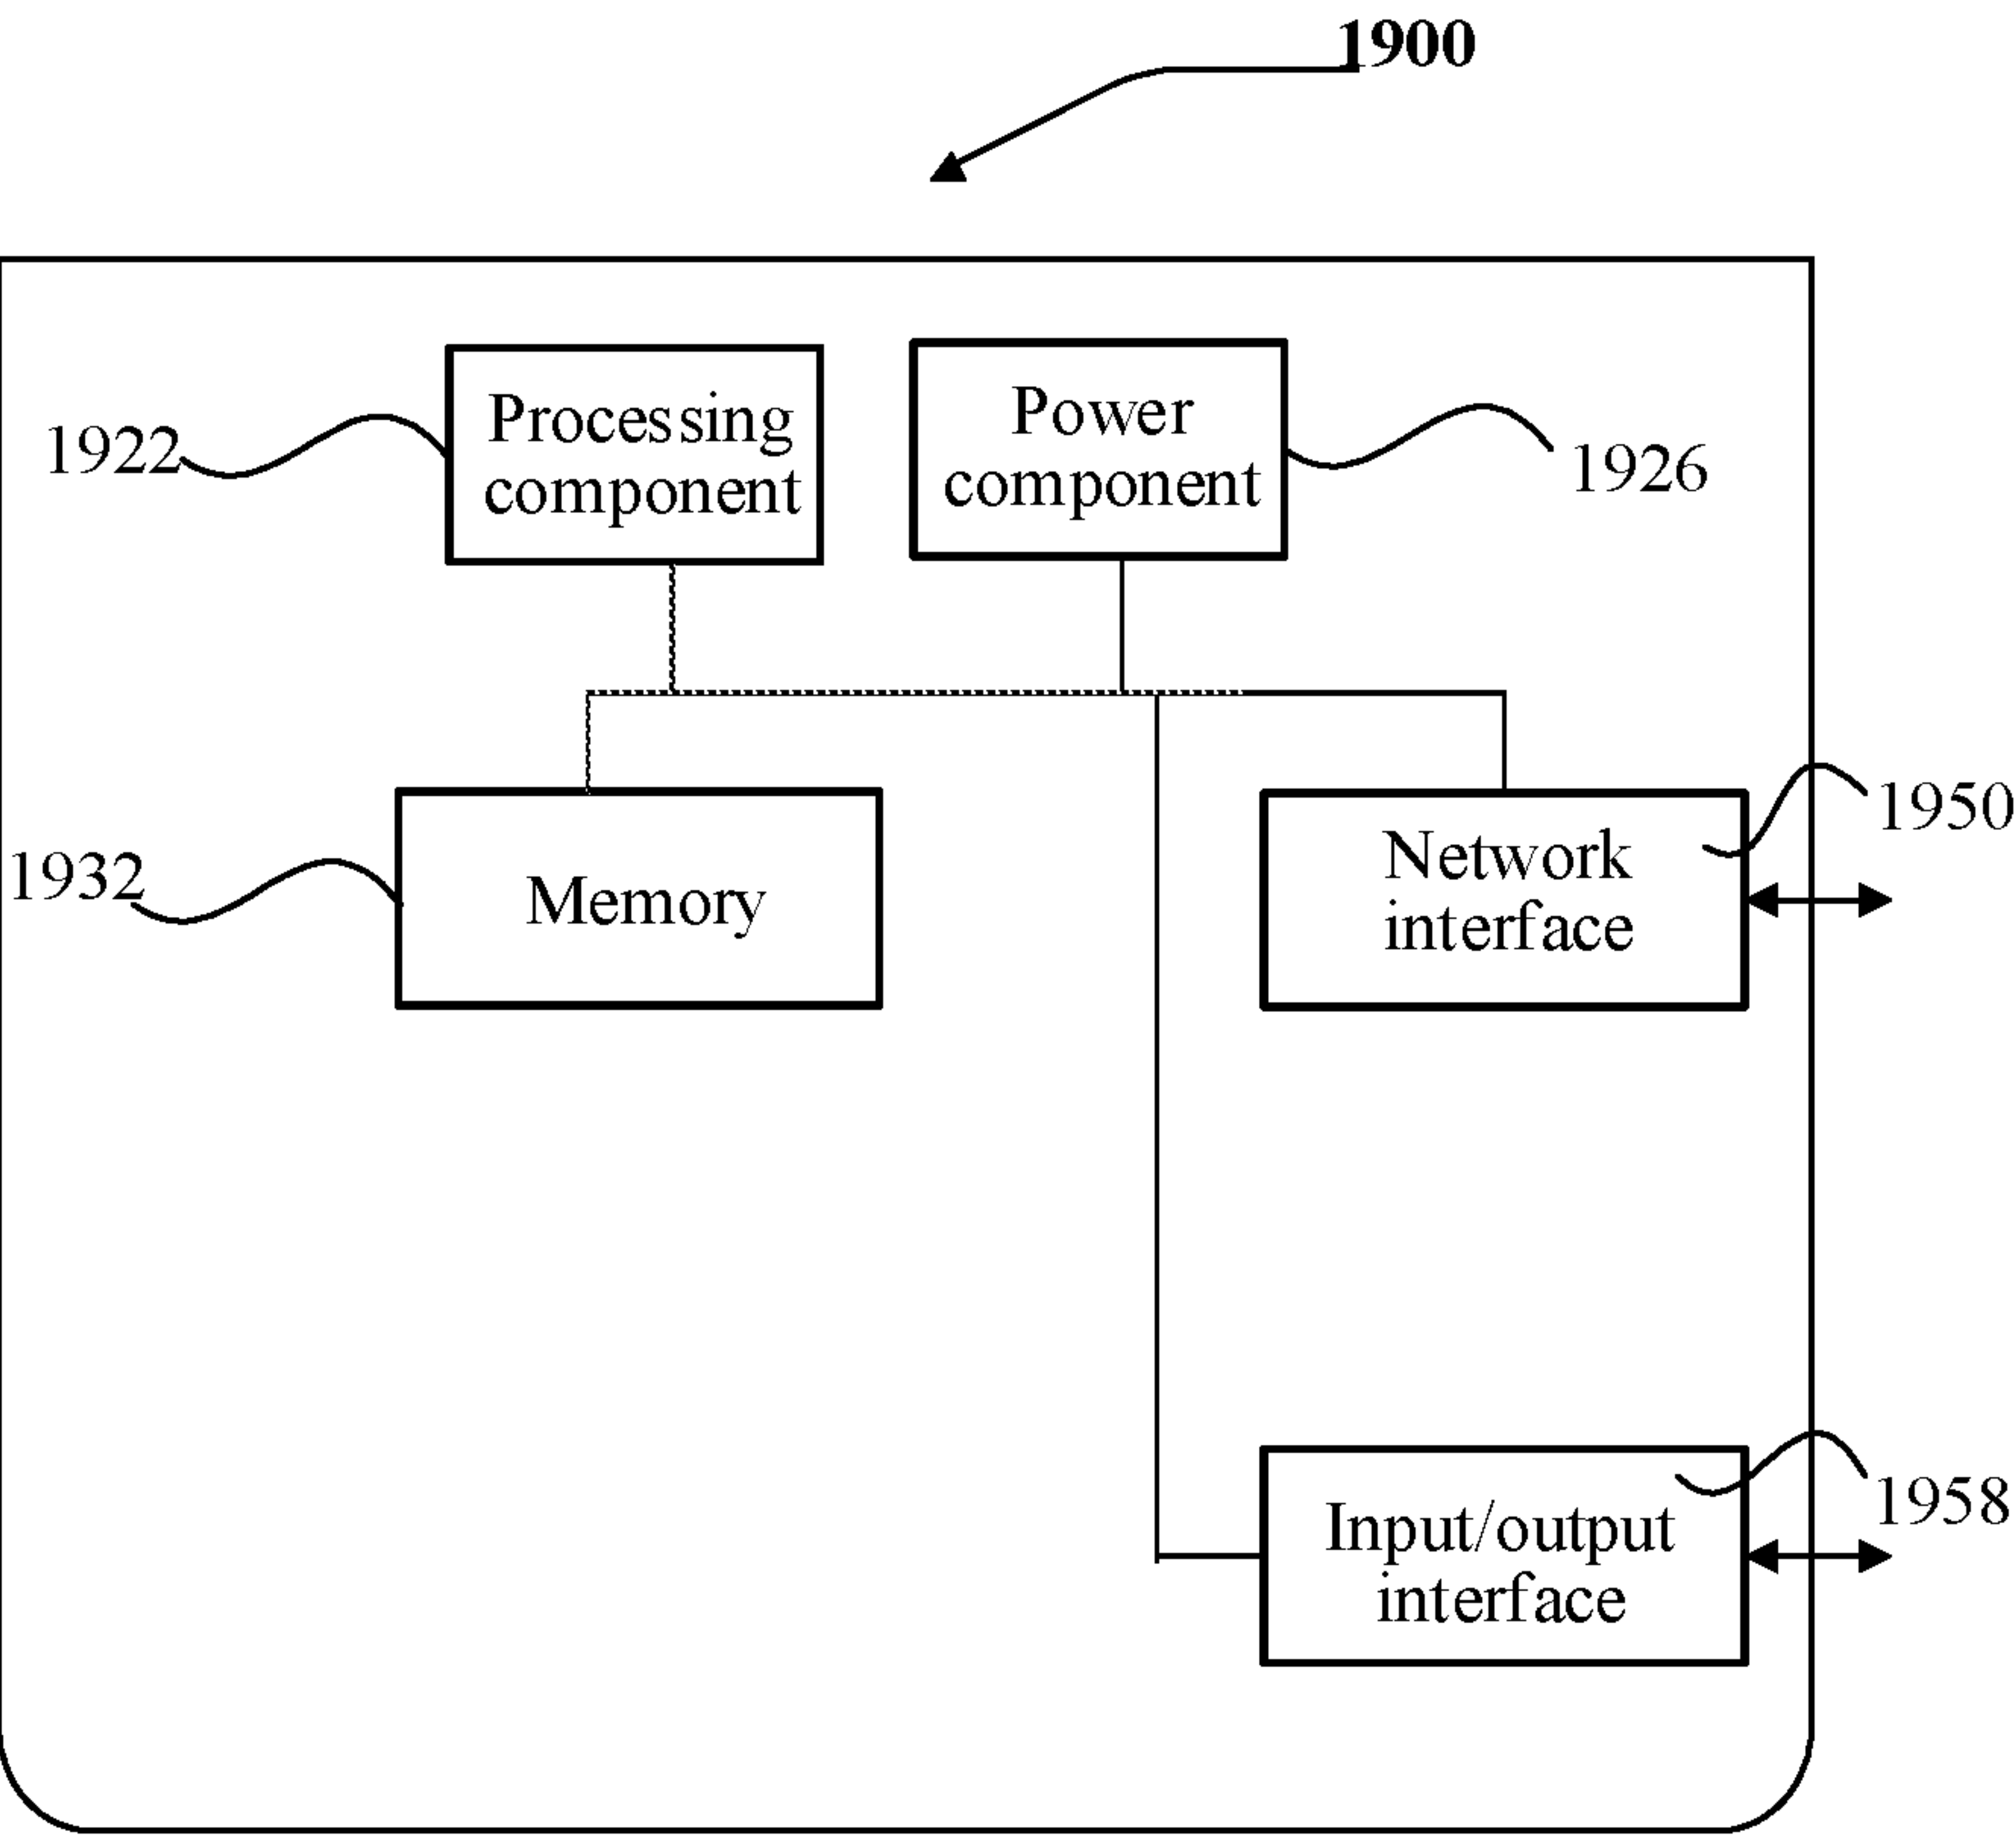 1900
Processing
component
Power
component
1922
1926
1932
Memory
Network
interface
1950
Input/output
interface
1958